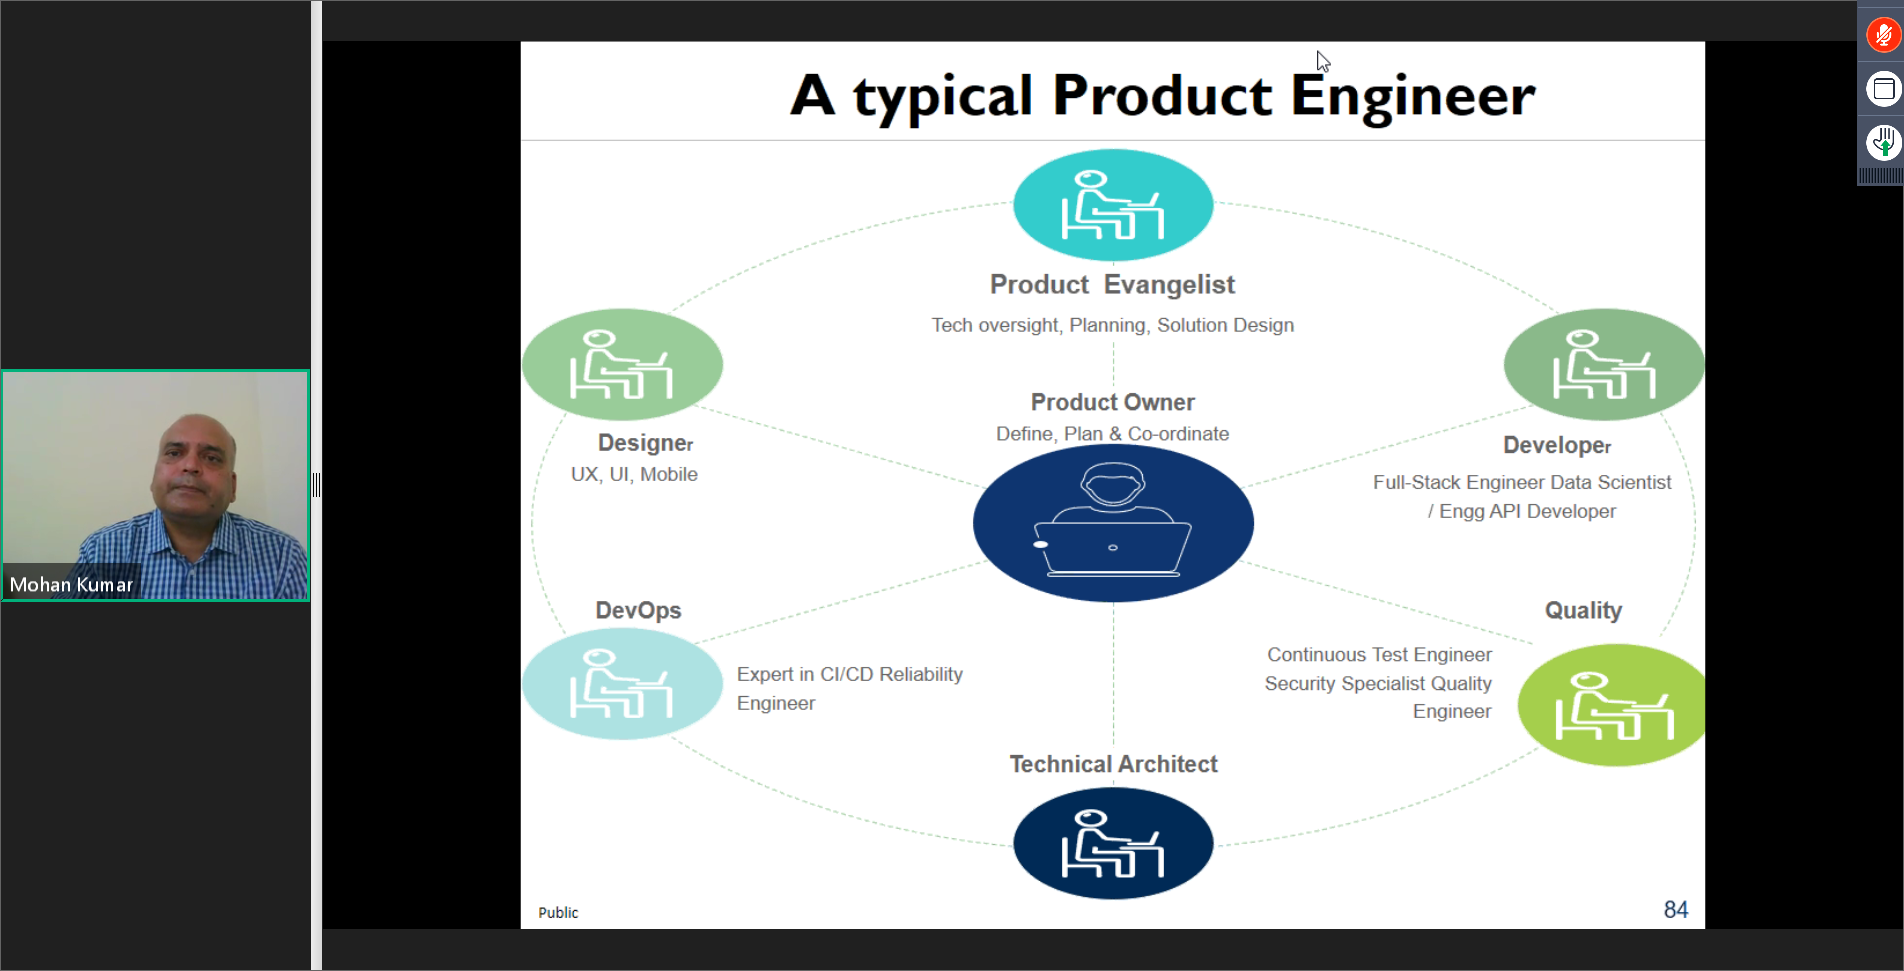 A typical Product Engineer
Product Evangelist
Tech oversight, Planning, Solution Design
Product Owner
Define, Plan & Co-ordinate
Designer
UX, UI, Mobile
Developer
Full-Stack Engineer Data Scientist
/ Engg API Developer
Mohan Kumar
DevOps
Expert in CI/CD Reliability
Engineer
Quality
Continuous Test Engineer
Security Specialist Quality
Engineer
Technical Architect
Public
84